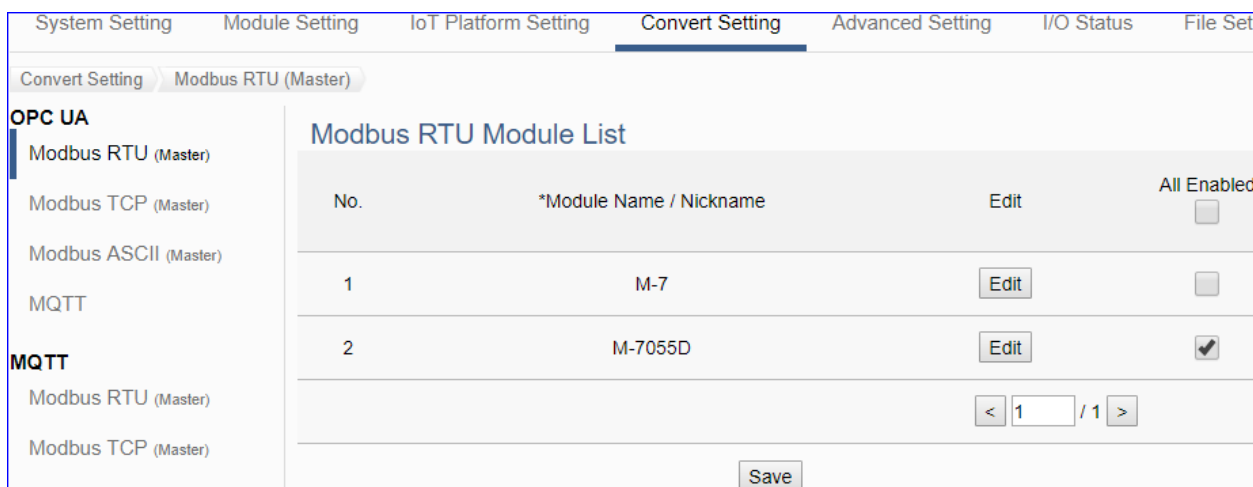 System Setting Module Setting IoT Platform Setting Convert Setting Advanced Setting I/O Status File Set
Convert Setting Modbus RTU (Master)
OPC UA
Modbus RTU (Master)
Modbus TCP (Master)
Modbus ASCII (Master)
MQTT
MQTT
Modbus RTU (Master)
Modbus TCP (Master)
Modbus RTU Module List
No. *Module Name / Nickname Edit All Enabled
1 M-7 Edit
2 M-7055D Edit
< 1 / 1 >
Save